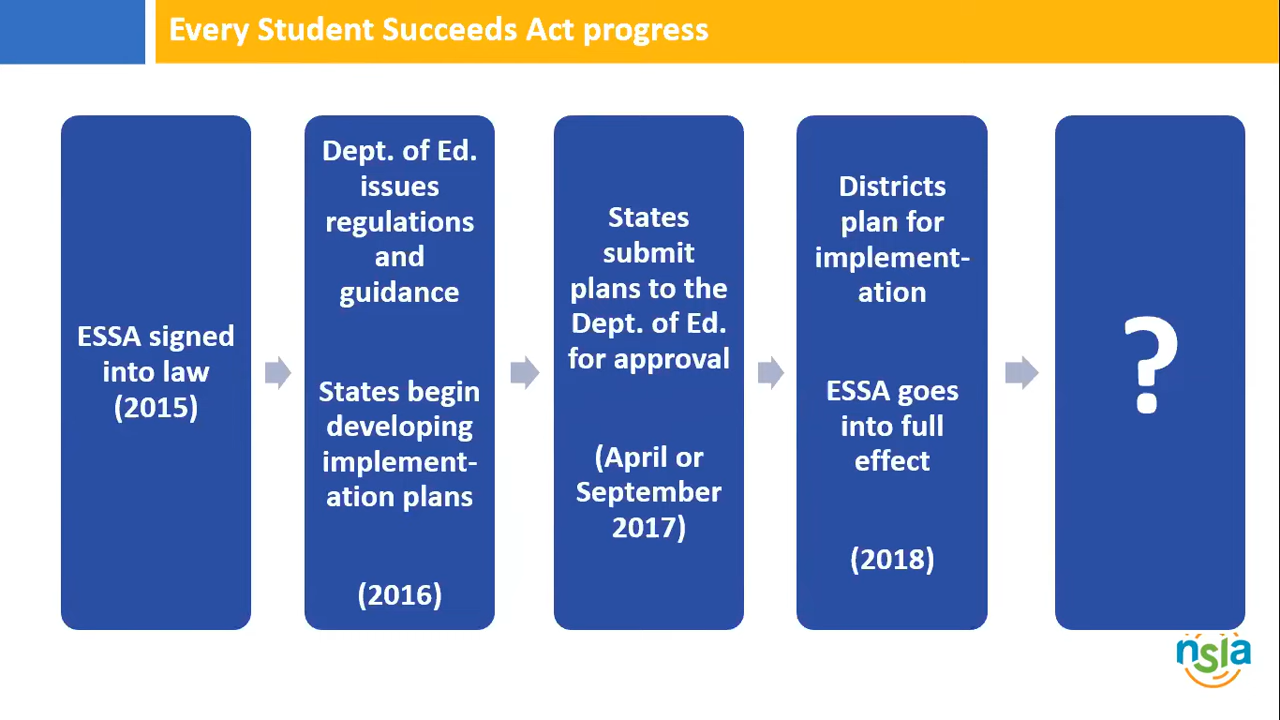 Every Student Succeeds Act progress
ESSA signed
into law
(2015)
Dept. of Ed.
issues
regulations
and
guidance
States begin
developing
implement-
ation plans
(2016)
States
submit
plans to the
Dept. of Ed.
for approval
(April or
September
2017)
Districts
plan for
implement-
ation
ESSA goes
into full
effect
(2018)
?
nsla